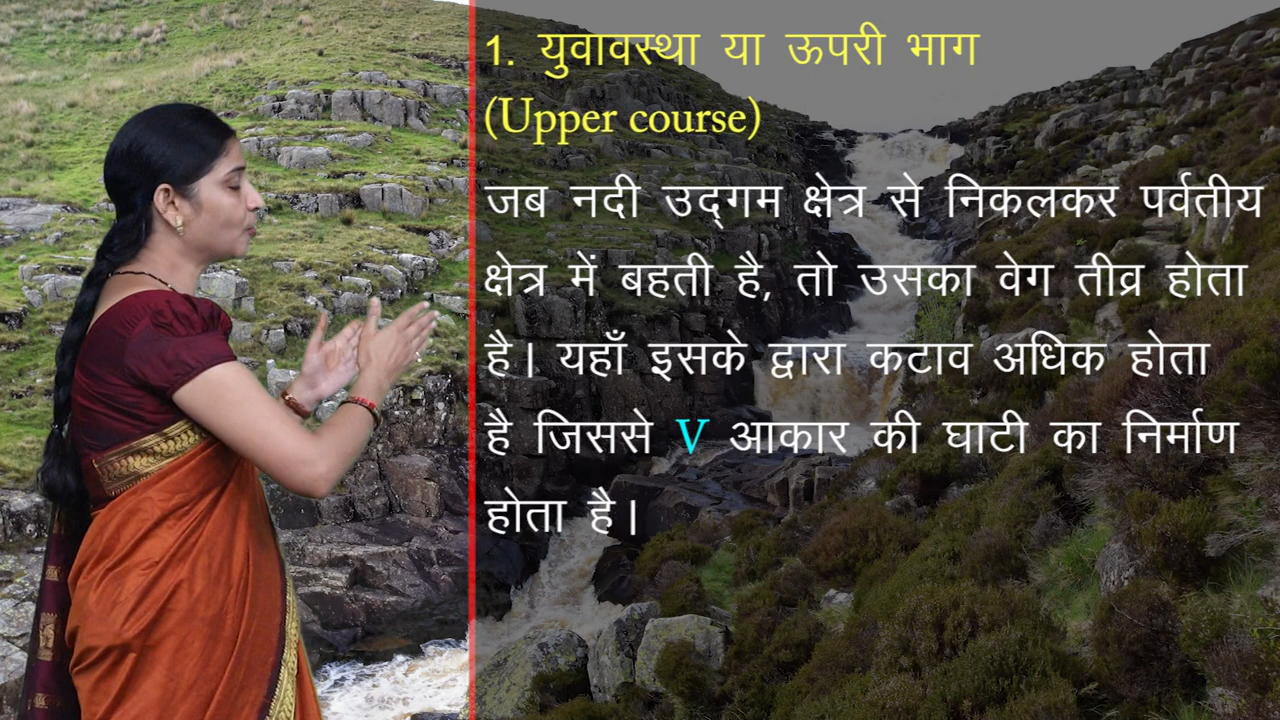 1. युवावस्था या ऊपरी भाग
(Upper course)
जब नदी उद्‌गम क्षेत्र से निकलकर पर्वतीय
क्षेत्र में बहती है, तो उसका वेग तीव्र होता
है। यहाँ इसके द्वारा कटाव अधिक होता
है जिससे V आकार की घाटी का निर्माण
होता है।